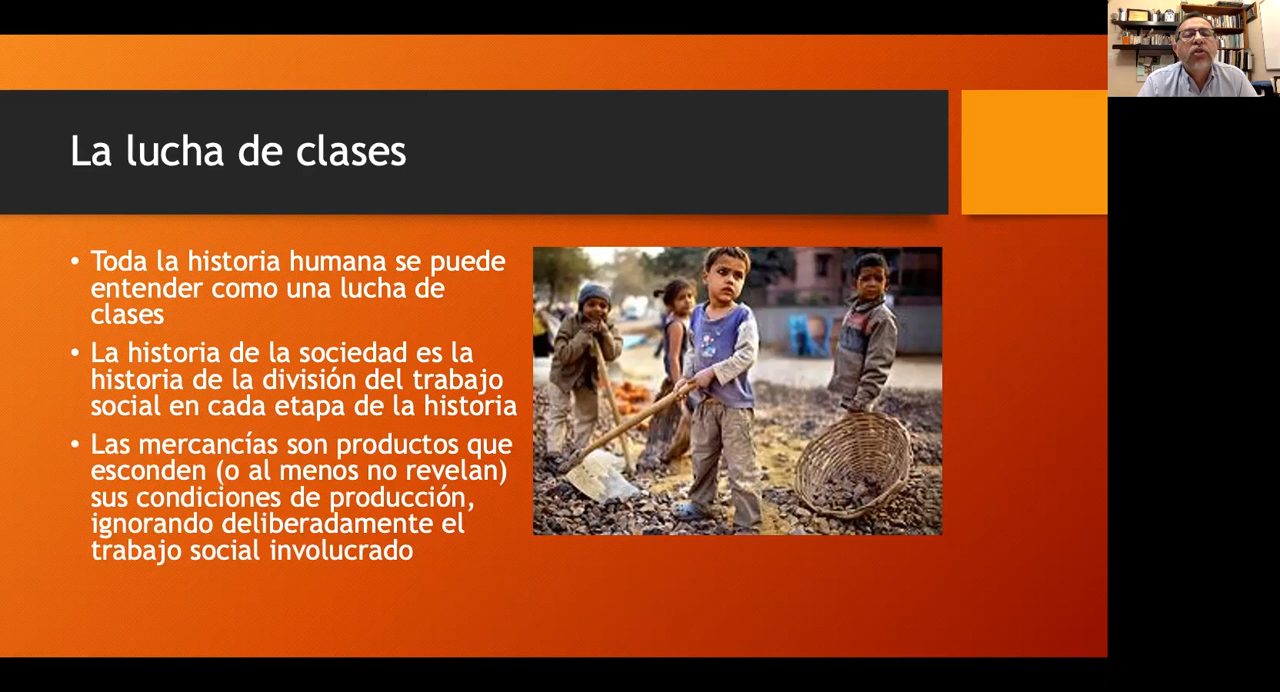 La lucha de clases
• Toda la historia humana se puede
entender como una lucha de
clases
• La historia de la sociedad es la
historia de la división del trabajo
social en cada etapa de la historia
• Las mercancías son productos que
esconden (o al menos no revelan)
sus condiciones de producción,
ignorando deliberadamente el
trabajo social involucrado